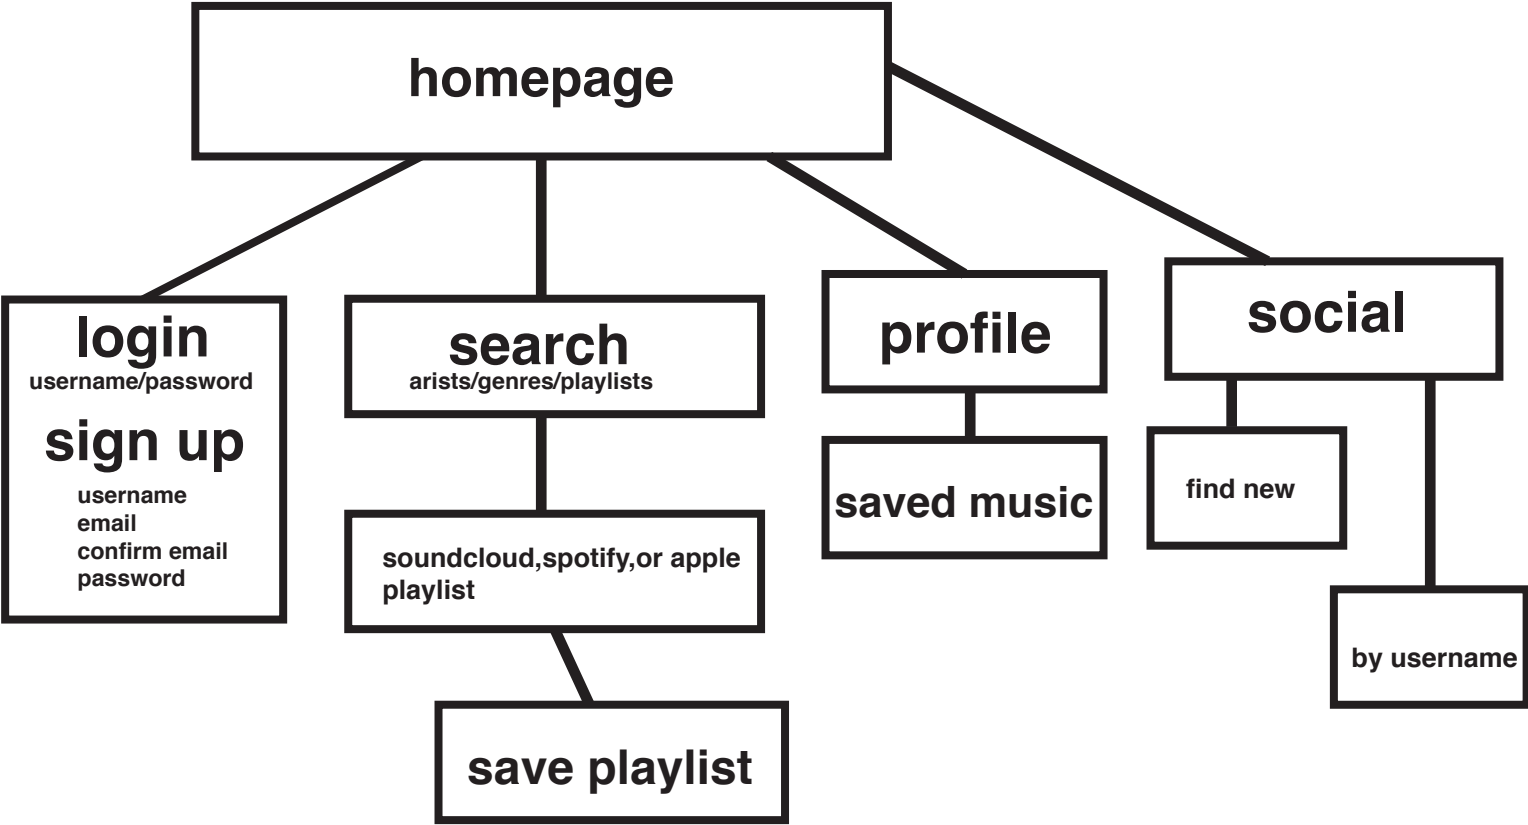 homepage
login
username/password
sign up
username
email
confirm email
password
search
arists/genres/playlists
soundcloud,spotify,or apple
playlist
save playlist
profile
saved music
social
find new
by username